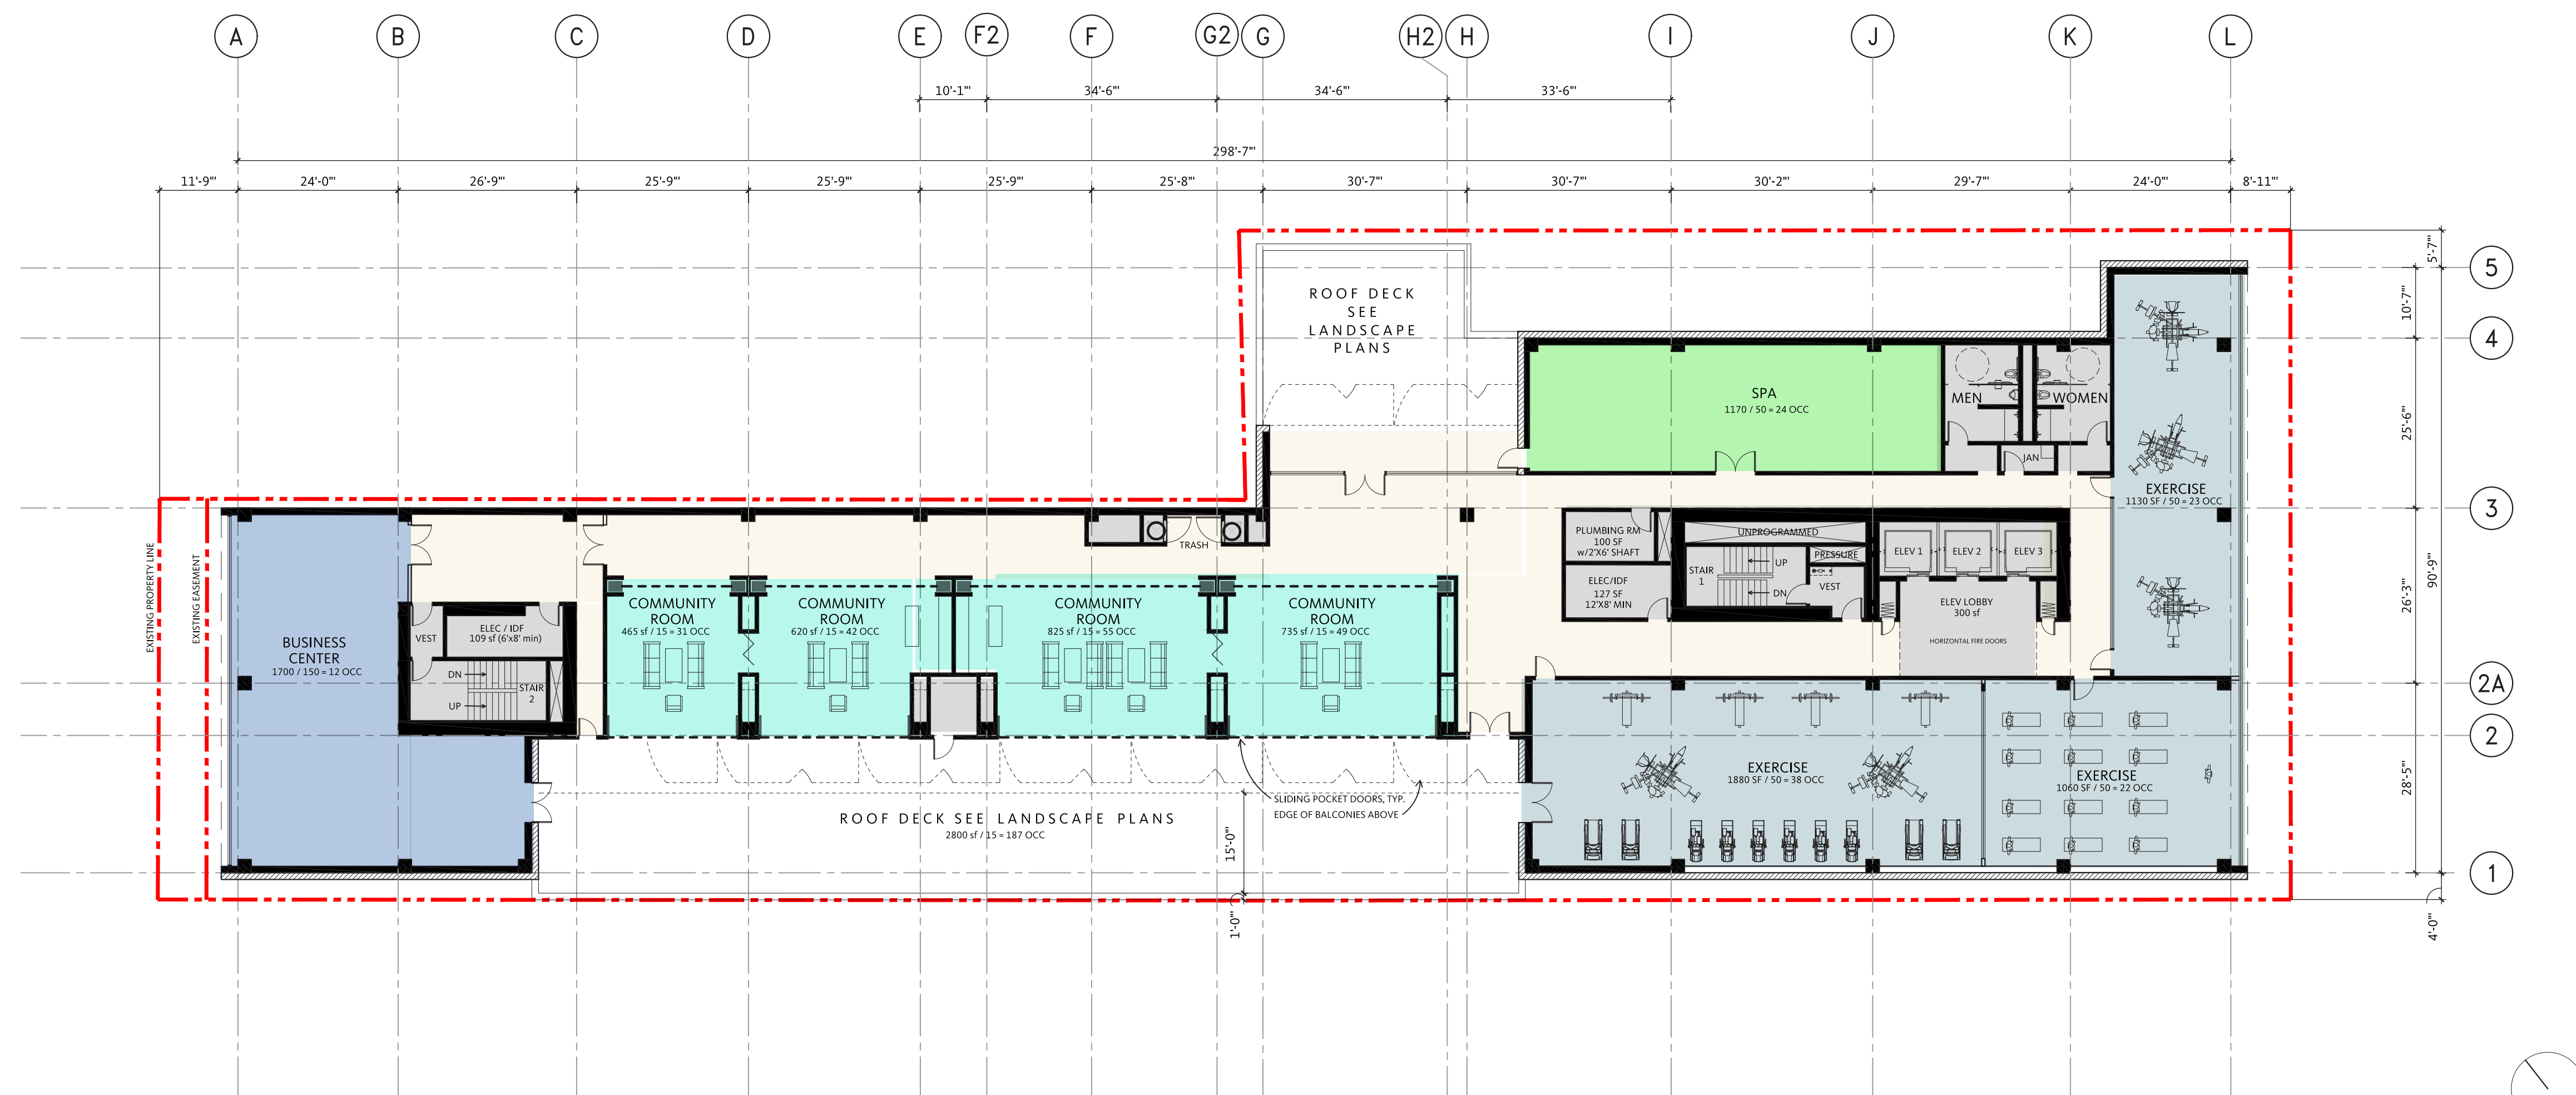 A B C D E F2 F G2 G H2 H I J K L
10'-1'" 34'-6'" 34'-6'" 33'-6'"
298'-7'"
11'-9'" 24'-0'" 26'-9'" 25'-9'" 25'-9'" 25'-9'" 25'-8'" 30'-7'" 30'-7'" 30'-2'" 29'-7'" 24'-0'" 8'-11'"
5'-7'"
5
10'-7'"
4
25'-6'"
3
26'-3'"
90'-9'"
2A
2
28'-5'"
1
4'-0'"
ROOF DECK
SEE
LANDSCAPE
PLANS
SPA
1170 / 50 = 24 OCC
MEN
WOMEN
JAN
EXERCISE
1130 SF / 50 = 23 OCC
EXISTING PROPERTY LINE
EXISTING EASEMENT
BUSINESS
CENTER
1700 / 150 = 12 OCC
VEST
ELEC / IDF
109 sf (6'x8' min)
DN
UP
STAIR
2
COMMUNITY
ROOM
465 sf / 15 = 31 OCC
COMMUNITY
ROOM
620 sf / 15 = 42 OCC
COMMUNITY
ROOM
825 sf / 15 = 55 OCC
COMMUNITY
ROOM
735 sf / 15 = 49 OCC
TRASH
PLUMBING RM
100 SF
w/2'X6' SHAFT
ELEC/IDF
127 SF
12'X8' MIN
UNPROGRAMMED
STAIR
1
UP
DN
PRESSURE
VEST
ELEV 1
ELEV 2
ELEV 3
ELEV LOBBY
300 sf
HORIZONTAL FIRE DOORS
EXERCISE
1880 SF / 50 = 38 OCC
EXERCISE
1060 SF / 50 = 22 OCC
SLIDING POCKET DOORS, TYP.
EDGE OF BALCONIES ABOVE
ROOF DECK SEE LANDSCAPE PLANS
2800 sf / 15 = 187 OCC
15'-0'"
1'-0'"